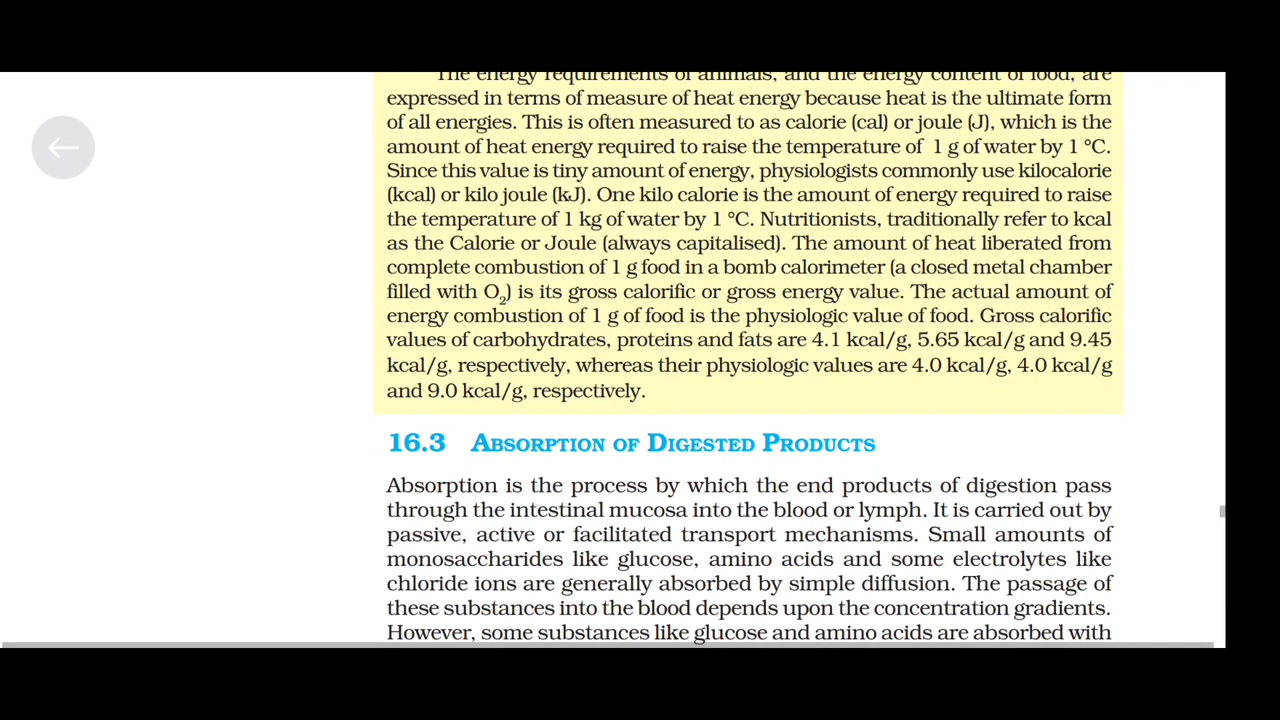 The energy requirements of animals, and the energy content of food, are
expressed in terms of measure of heat energy because heat is the ultimate form
of all energies. This is often measured to as calorie (cal) or joule (J), which is the
amount of heat energy required to raise the temperature of 1 g of water by 1 °C.
Since this value is tiny amount of energy, physiologists commonly use kilocalorie
(kcal) or kilo joule (kJ). One kilo calorie is the amount of energy required to raise
the temperature of 1 kg of water by 1 °C. Nutritionists, traditionally refer to kcal
as the Calorie or Joule (always capitalised). The amount of heat liberated from
complete combustion of 1 g food in a bomb calorimeter (a closed metal chamber
filled with O₂) is its gross calorific or gross energy value. The actual amount of
energy combustion of 1 g of food is the physiologic value of food. Gross calorific
values of carbohydrates, proteins and fats are 4.1 kcal/g, 5.65 kcal/g and 9.45
kcal/g, respectively, whereas their physiologic values are 4.0 kcal/g, 4.0 kcal/g
and 9.0 kcal/g, respectively.
16.3 ABSORPTION OF DIGESTED PRODUCTS
Absorption is the process by which the end products of digestion pass
through the intestinal mucosa into the blood or lymph. It is carried out by
passive, active or facilitated transport mechanisms. Small amounts of
monosaccharides like glucose, amino acids and some electrolytes like
chloride ions are generally absorbed by simple diffusion. The passage of
these substances into the blood depends upon the concentration gradients.
However, some substances like glucose and amino acids are absorbed with